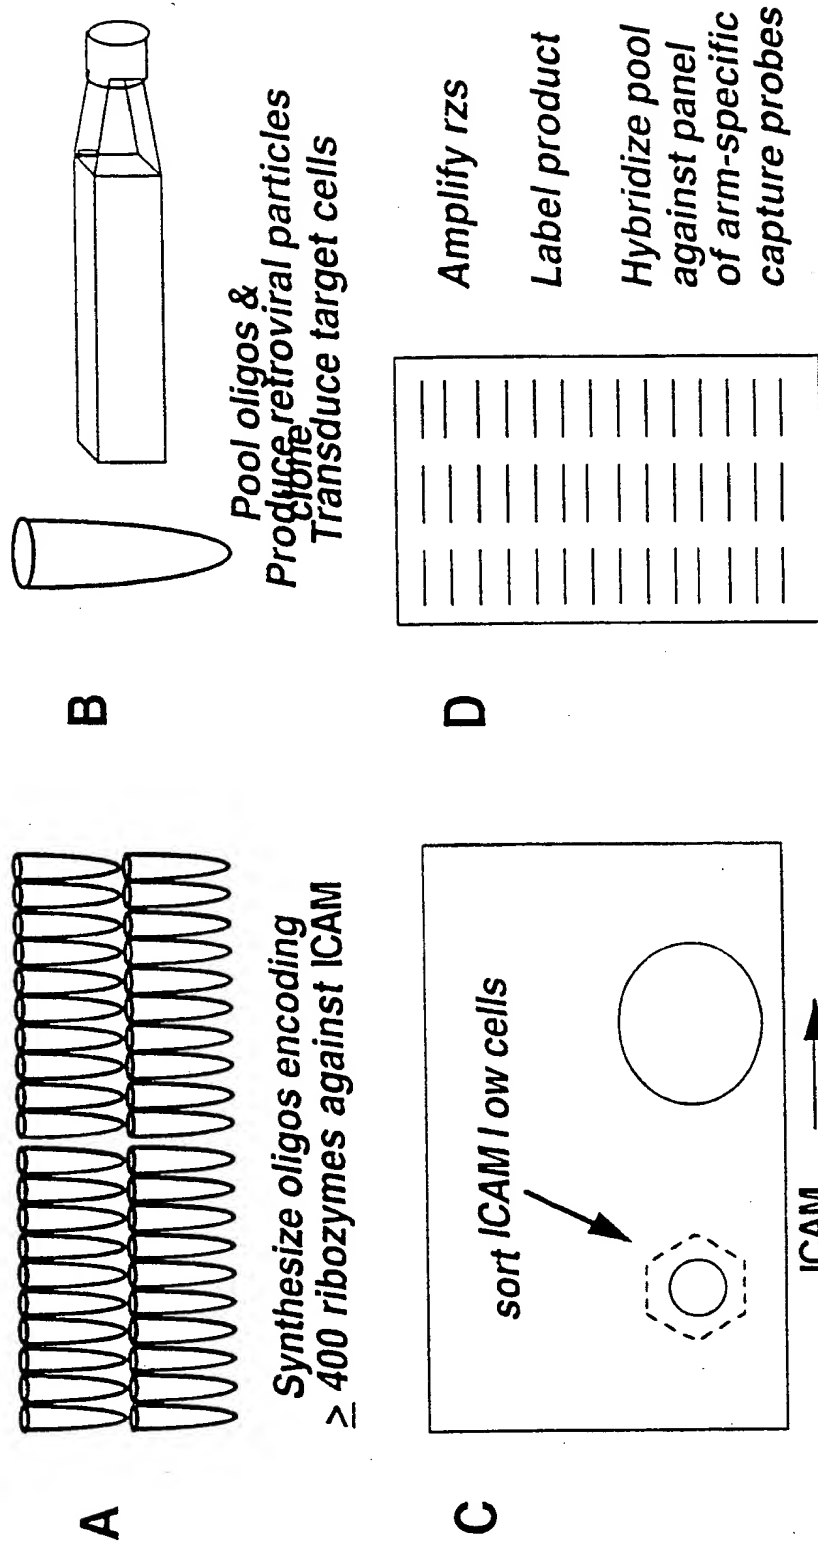 A
Synthesize oligos encoding
≥ 400 ribozymes against ICAM
B
Pool oligos &
clone
Produce retroviral particles
Transduce target cells
C
sort ICAM low cells
ICAM
D
Amplify rzs
Label product
Hybridize pool
against panel
of arm-specific
capture probes